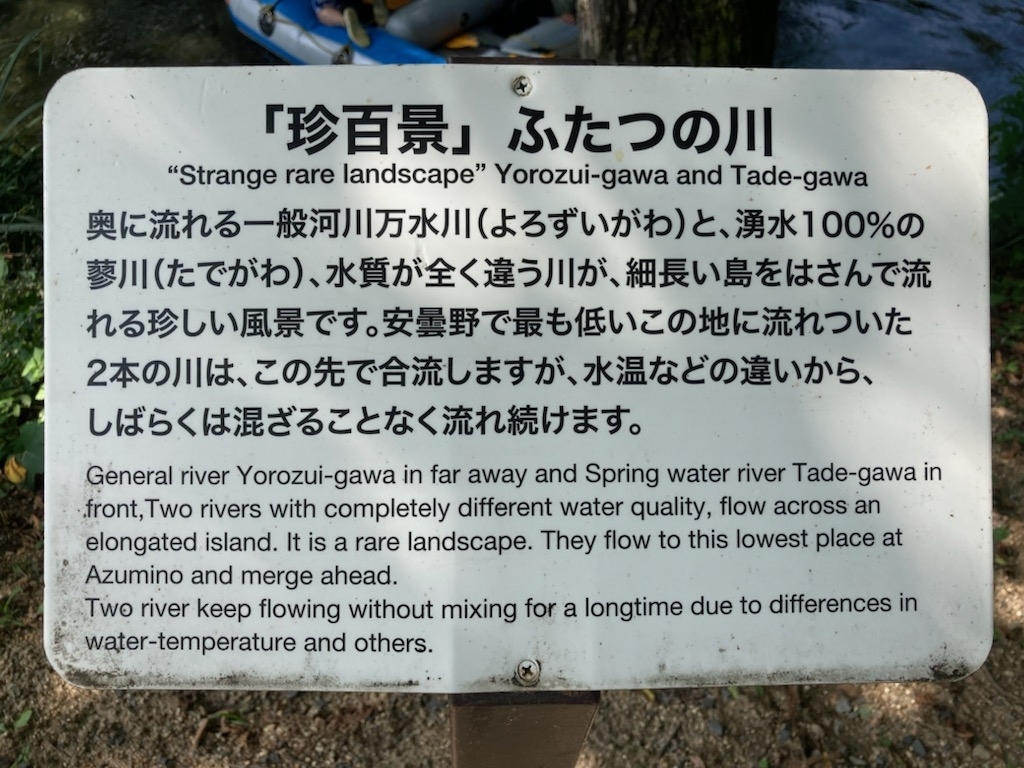 「珍百景」ふたつの川
“Strange rare landscape” Yorozui-gawa and Tade-gawa
奥に流れる一般河川万水川（よろずいがわ）と、湧水100%の
蓼川（たでがわ）、水質が全く違う川が、細長い島をはさんで流
れる珍しい風景です。安曇野で最も低いこの地に流れついた
2本の川は、この先で合流しますが、水温などの違いから、
しばらくは混ざることなく流れ続けます。
General river Yorozui-gawa in far away and Spring water river Tade-gawa in
front,Two rivers with completely different water quality, flow across an
elongated island. It is a rare landscape. They flow to this lowest place at
Azumino and merge ahead.
Two river keep flowing without mixing for a longtime due to differences in
water-temperature and others.